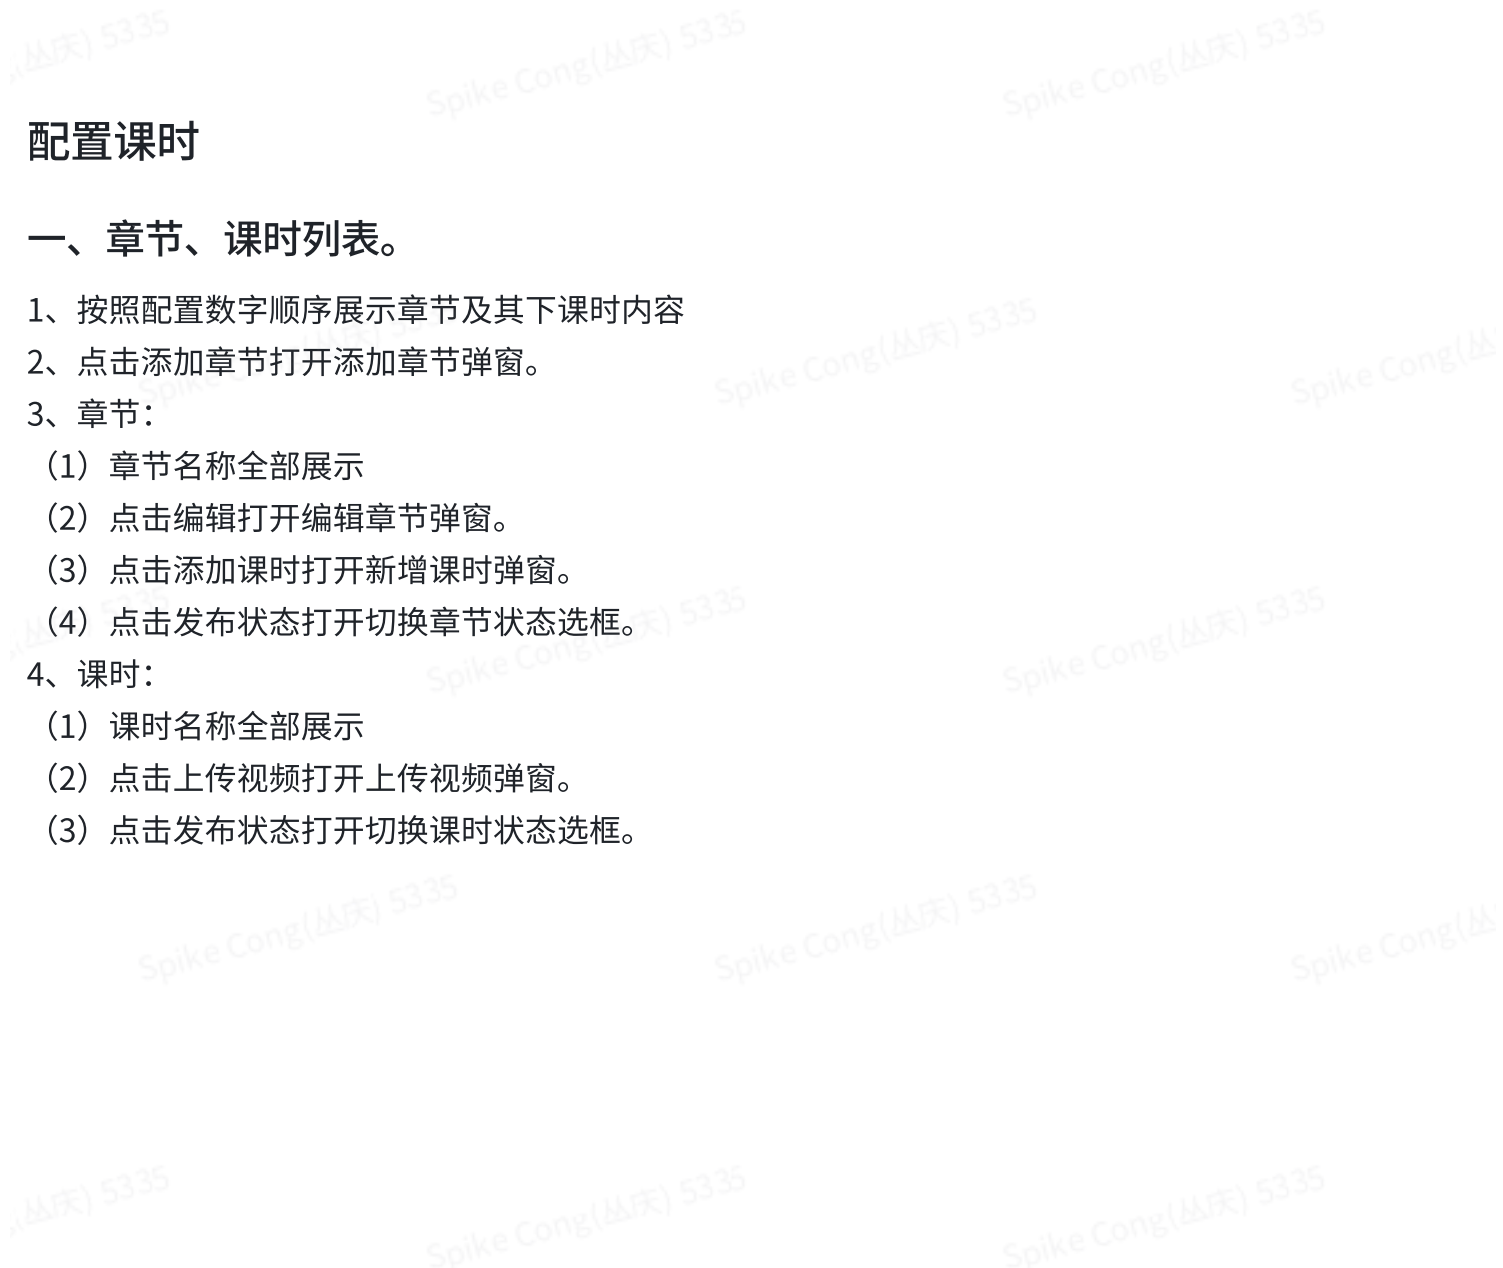 配置课时
一、章节、课时列表。
1、按照配置数字顺序展示章节及其下课时内容
2、点击添加章节打开添加章节弹窗。
3、章节：
（1）章节名称全部展示
（2）点击编辑打开编辑章节弹窗。
（3）点击添加课时打开新增课时弹窗。
（4）点击发布状态打开切换章节状态选框。
4、课时：
（1）课时名称全部展示
（2）点击上传视频打开上传视频弹窗。
（3）点击发布状态打开切换课时状态选框。
Spike Cong(丛庆) 5335